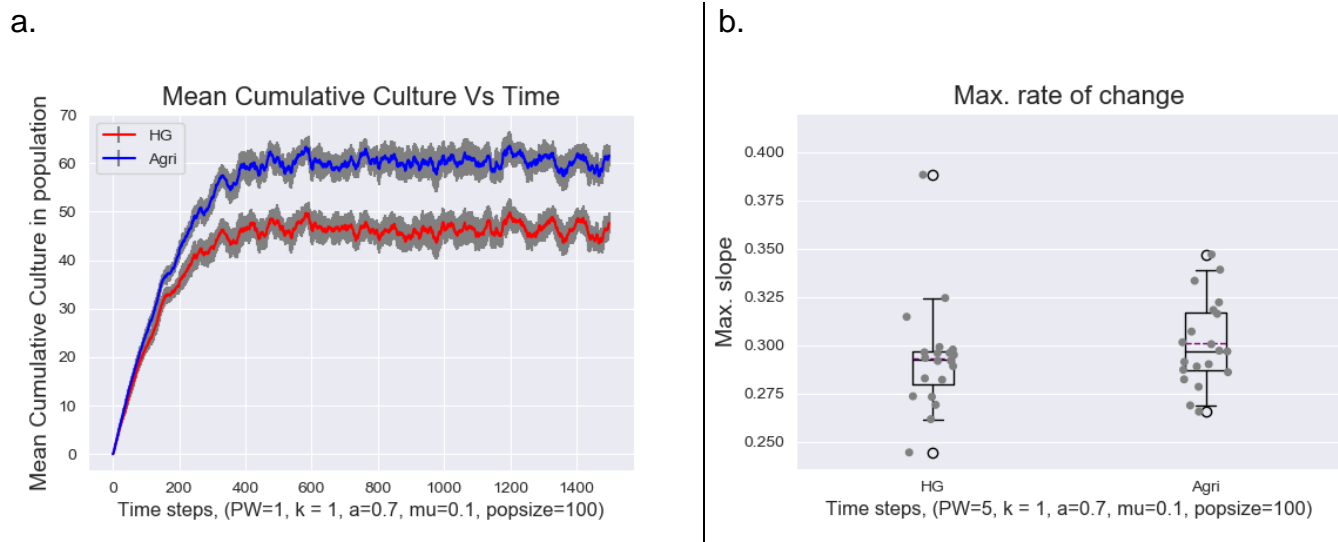 a.
Mean Cumulative Culture Vs Time
Mean Cumulative Culture in population
70
60
50
40
30
20
10
0
HG
Agri
0 200 400 600 800 1000 1200 1400
Time steps, (PW=1, k = 1, a=0.7, mu=0.1, popsize=100)
b.
Max. rate of change
Max. slope
0.400
0.375
0.350
0.325
0.300
0.275
0.250
HG Agri
Time steps, (PW=5, k = 1, a=0.7, mu=0.1, popsize=100)